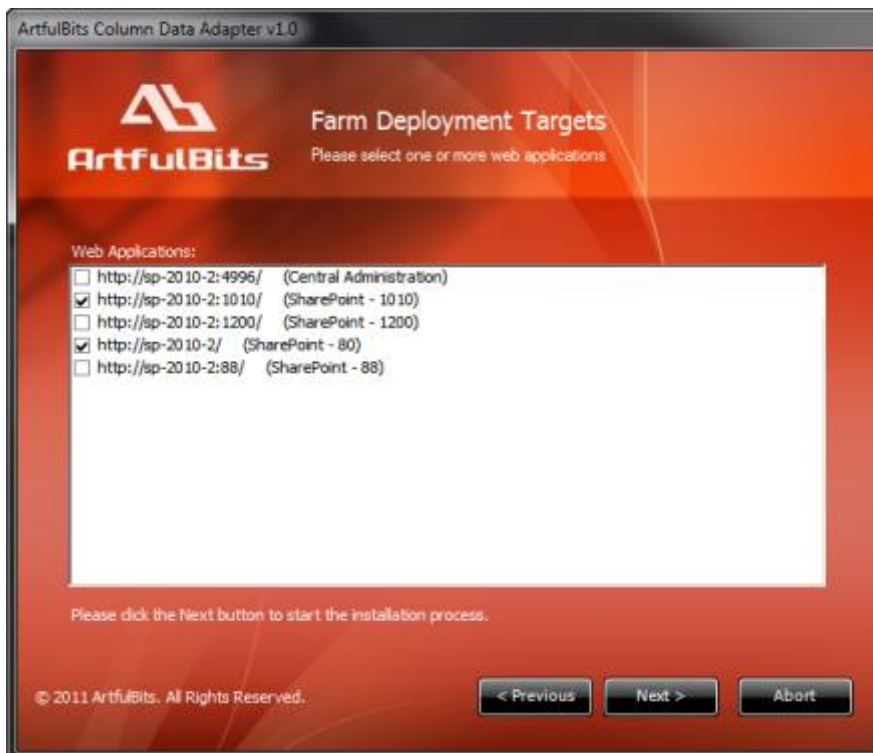 ArtfulBits Column Data Adapter v1.0
ArtfulBits
Farm Deployment Targets
Please select one or more web applications
Web Applications:
http://sp-2010-2:4996/ (Central Administration)
http://sp-2010-2:1010/ (SharePoint - 1010)
http://sp-2010-2:1200/ (SharePoint - 1200)
http://sp-2010-2/ (SharePoint - 80)
http://sp-2010-2:88/ (SharePoint - 88)
Please click the Next button to start the installation process.
© 2011 ArtfulBits. All Rights Reserved.
< Previous Next > Abort